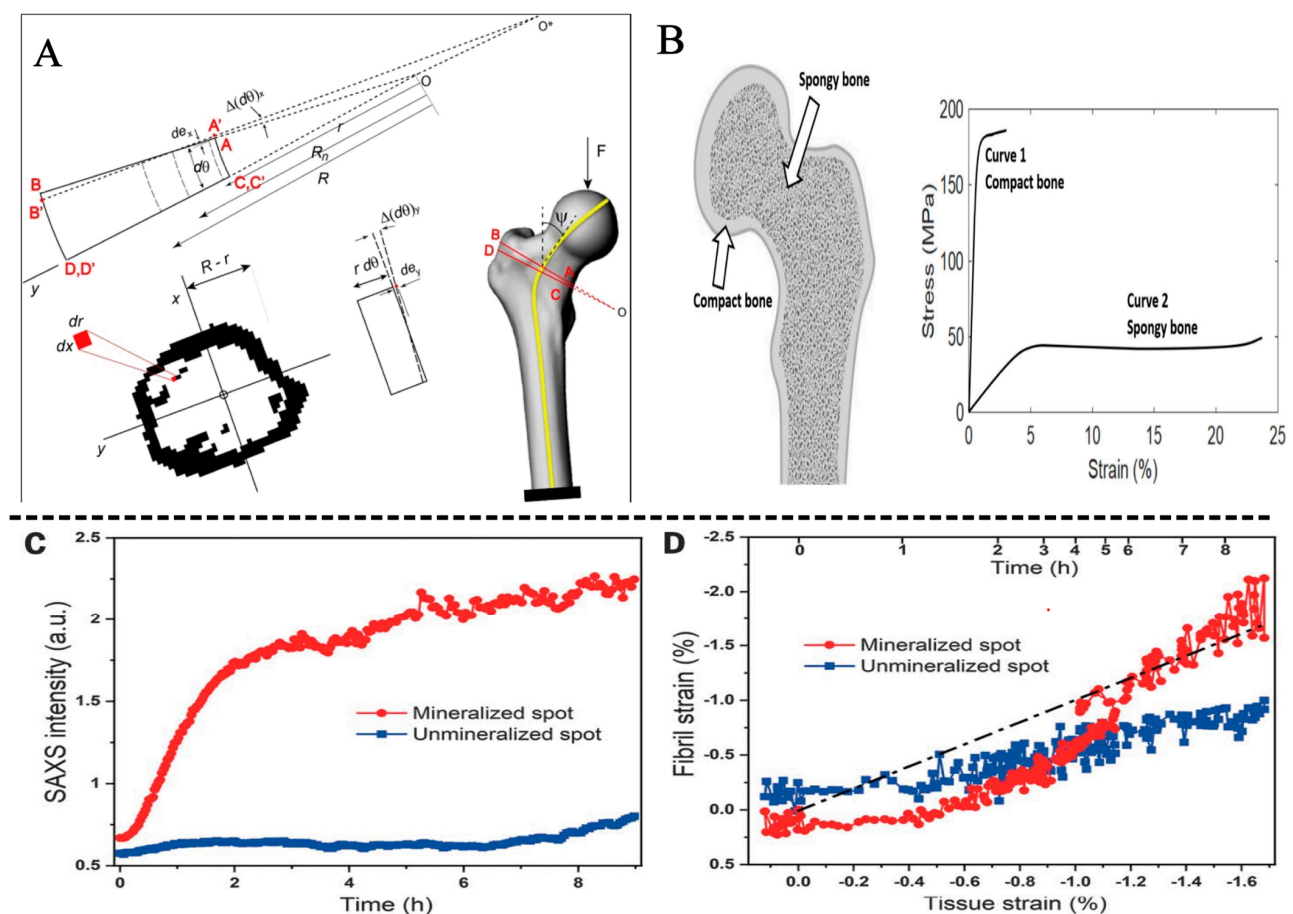 A
O*
Δ(dθ)x
O
A'
dex
A
r
dθ
Rn
B
C,C'
R
B'
F
Δ(dθ)y
ψ
D,D'
R - r
r dθ
dey
B
D
A
C
O
y
x
dr
dx
y
B
Spongy bone
Compact bone
200
150
100
50
0
Stress (MPa)
Curve 1
Compact bone
Curve 2
Spongy bone
0 5 10 15 20 25
Strain (%)
C
2.5
2
1.5
1
0.5
SAXS intensity (a.u.)
Mineralized spot
Unmineralized spot
0 2 4 6 8
Time (h)
D
0 1 2 3 4 5 6 7 8
Time (h)
-2.5
-2.0
-1.5
-1.0
-0.5
0.0
0.5
Fibril strain (%)
Mineralized spot
Unmineralized spot
0.0 -0.2 -0.4 -0.6 -0.8 -1.0 -1.2 -1.4 -1.6
Tissue strain (%)